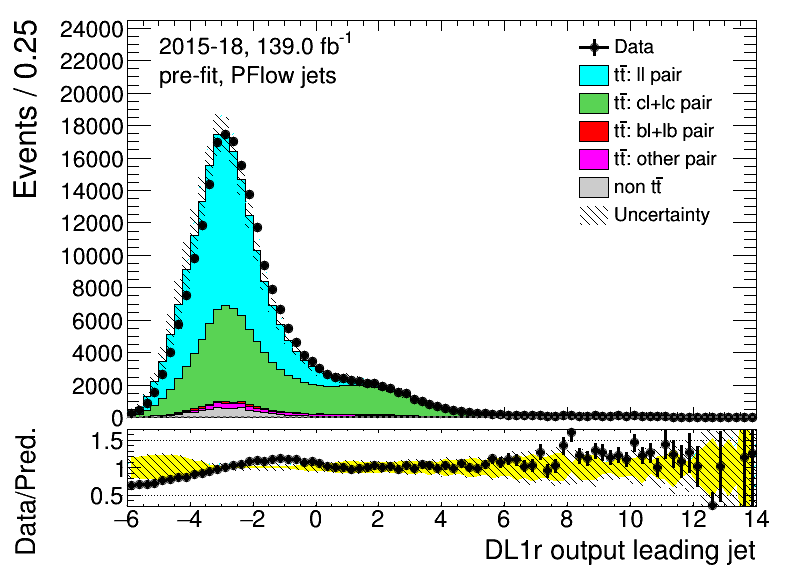 Events / 0.25
24000
22000
20000
18000
16000
14000
12000
10000
8000
6000
4000
2000
0
2015-18, 139.0 fb⁻¹
pre-fit, PFlow jets
Data
tt̄: ll pair
tt̄: cl+lc pair
tt̄: bl+lb pair
tt̄: other pair
non tt̄
Uncertainty
Data/Pred.
1.5
1
0.5
−6 −4 −2 0 2 4 6 8 10 12 14
DL1r output leading jet